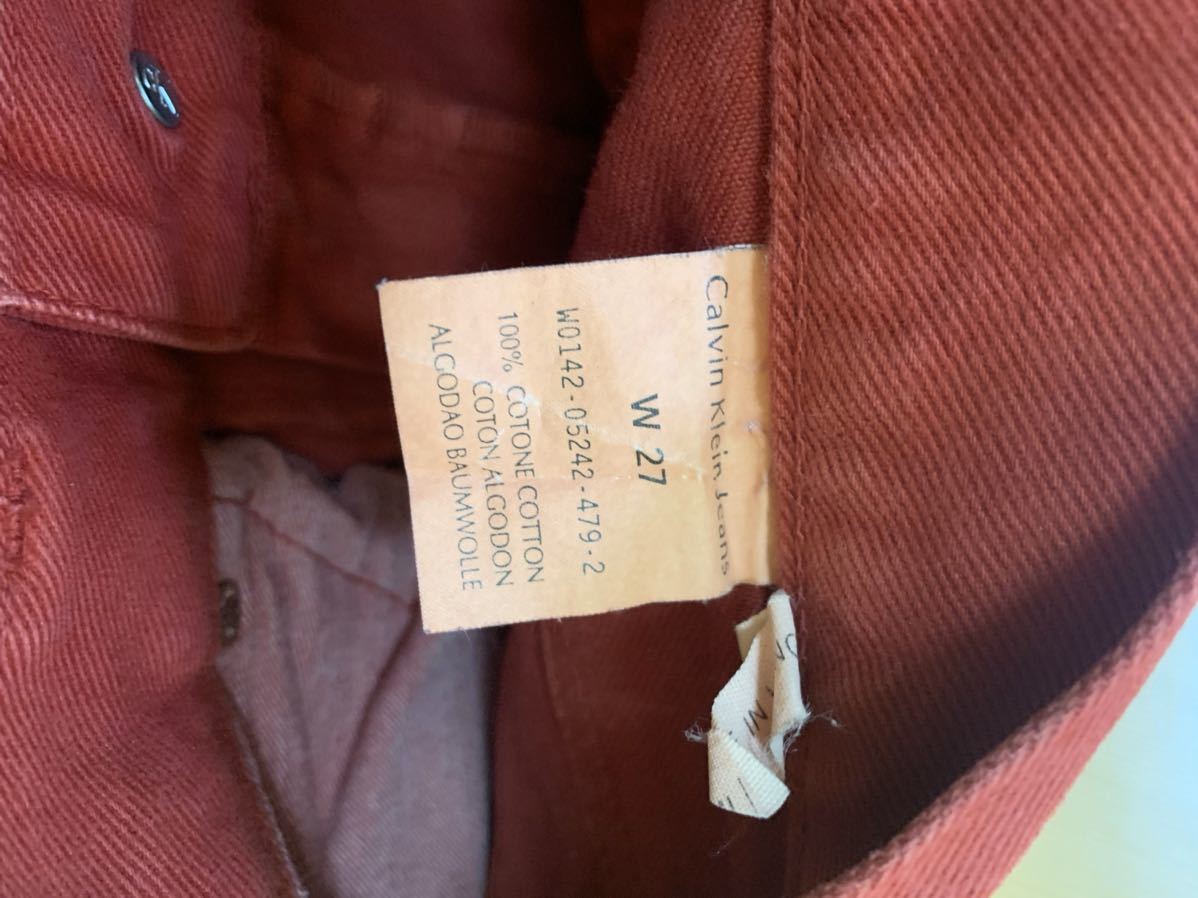 Calvin Klein Jeans
W 27
W0142-05242-479-2
100% COTONE COTTON
COTON ALGODON
ALGODAO BAUMWOLLE